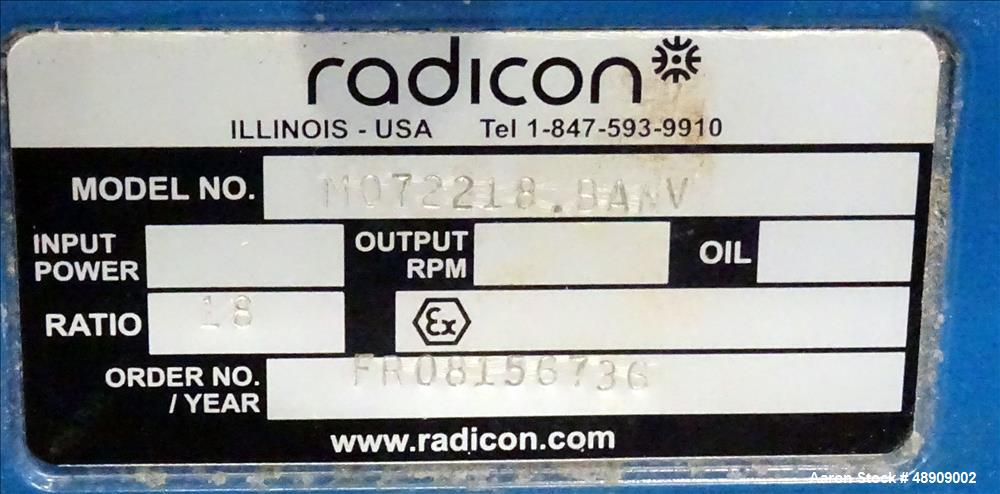 radicon
ILLINOIS - USA Tel 1-847-593-9910
MODEL NO. M072218.BANV
INPUT POWER
OUTPUT RPM
OIL
RATIO 18
Ex
ORDER NO. / YEAR FR08156736
www.radicon.com
Aaron Stock # 48909002